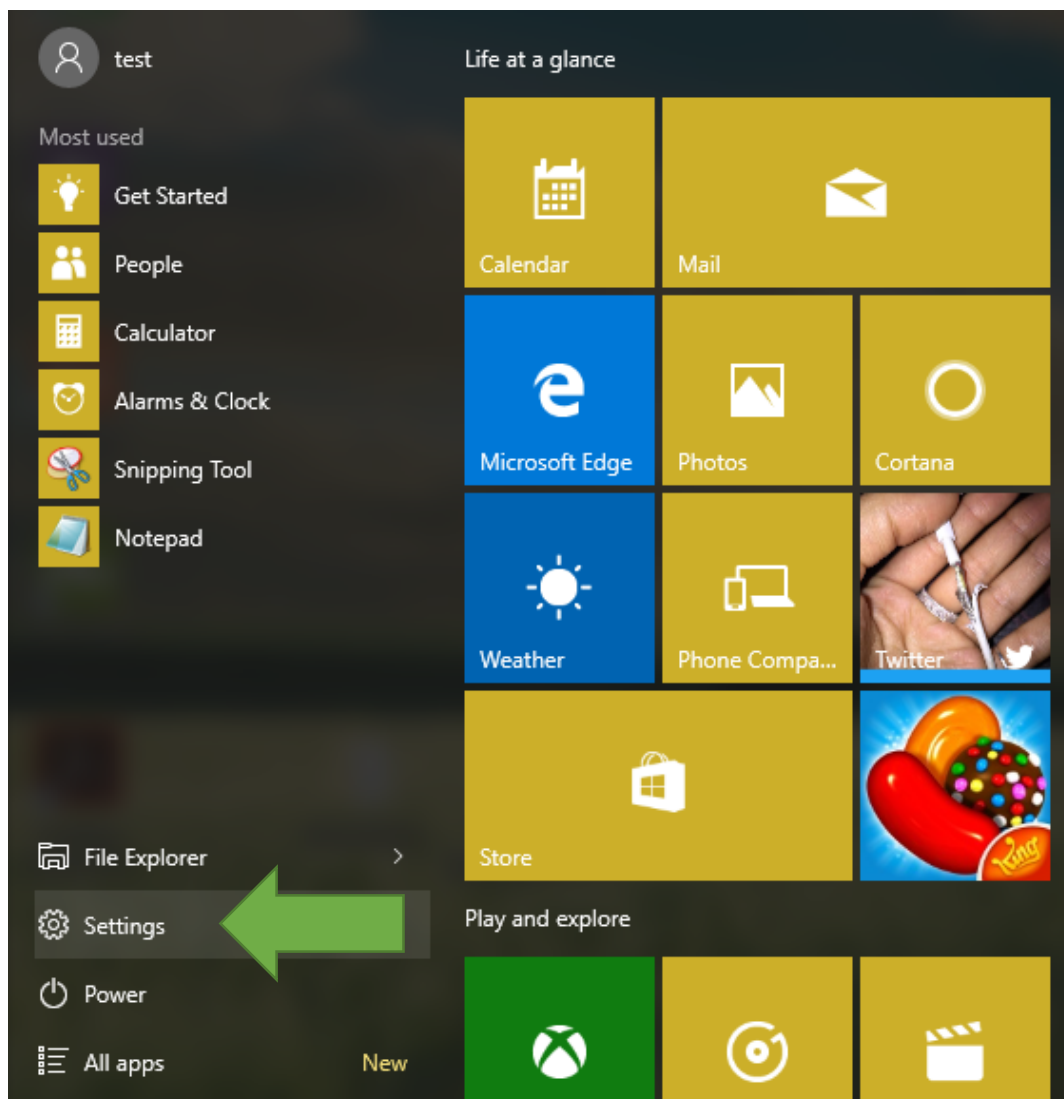 test
Most used
Get Started
People
Calculator
Alarms & Clock
Snipping Tool
Notepad
File Explorer
Settings
Power
All apps New
Life at a glance
Calendar
Mail
Microsoft Edge
Photos
Cortana
Weather
Phone Compa...
Twitter
Store
King
Play and explore